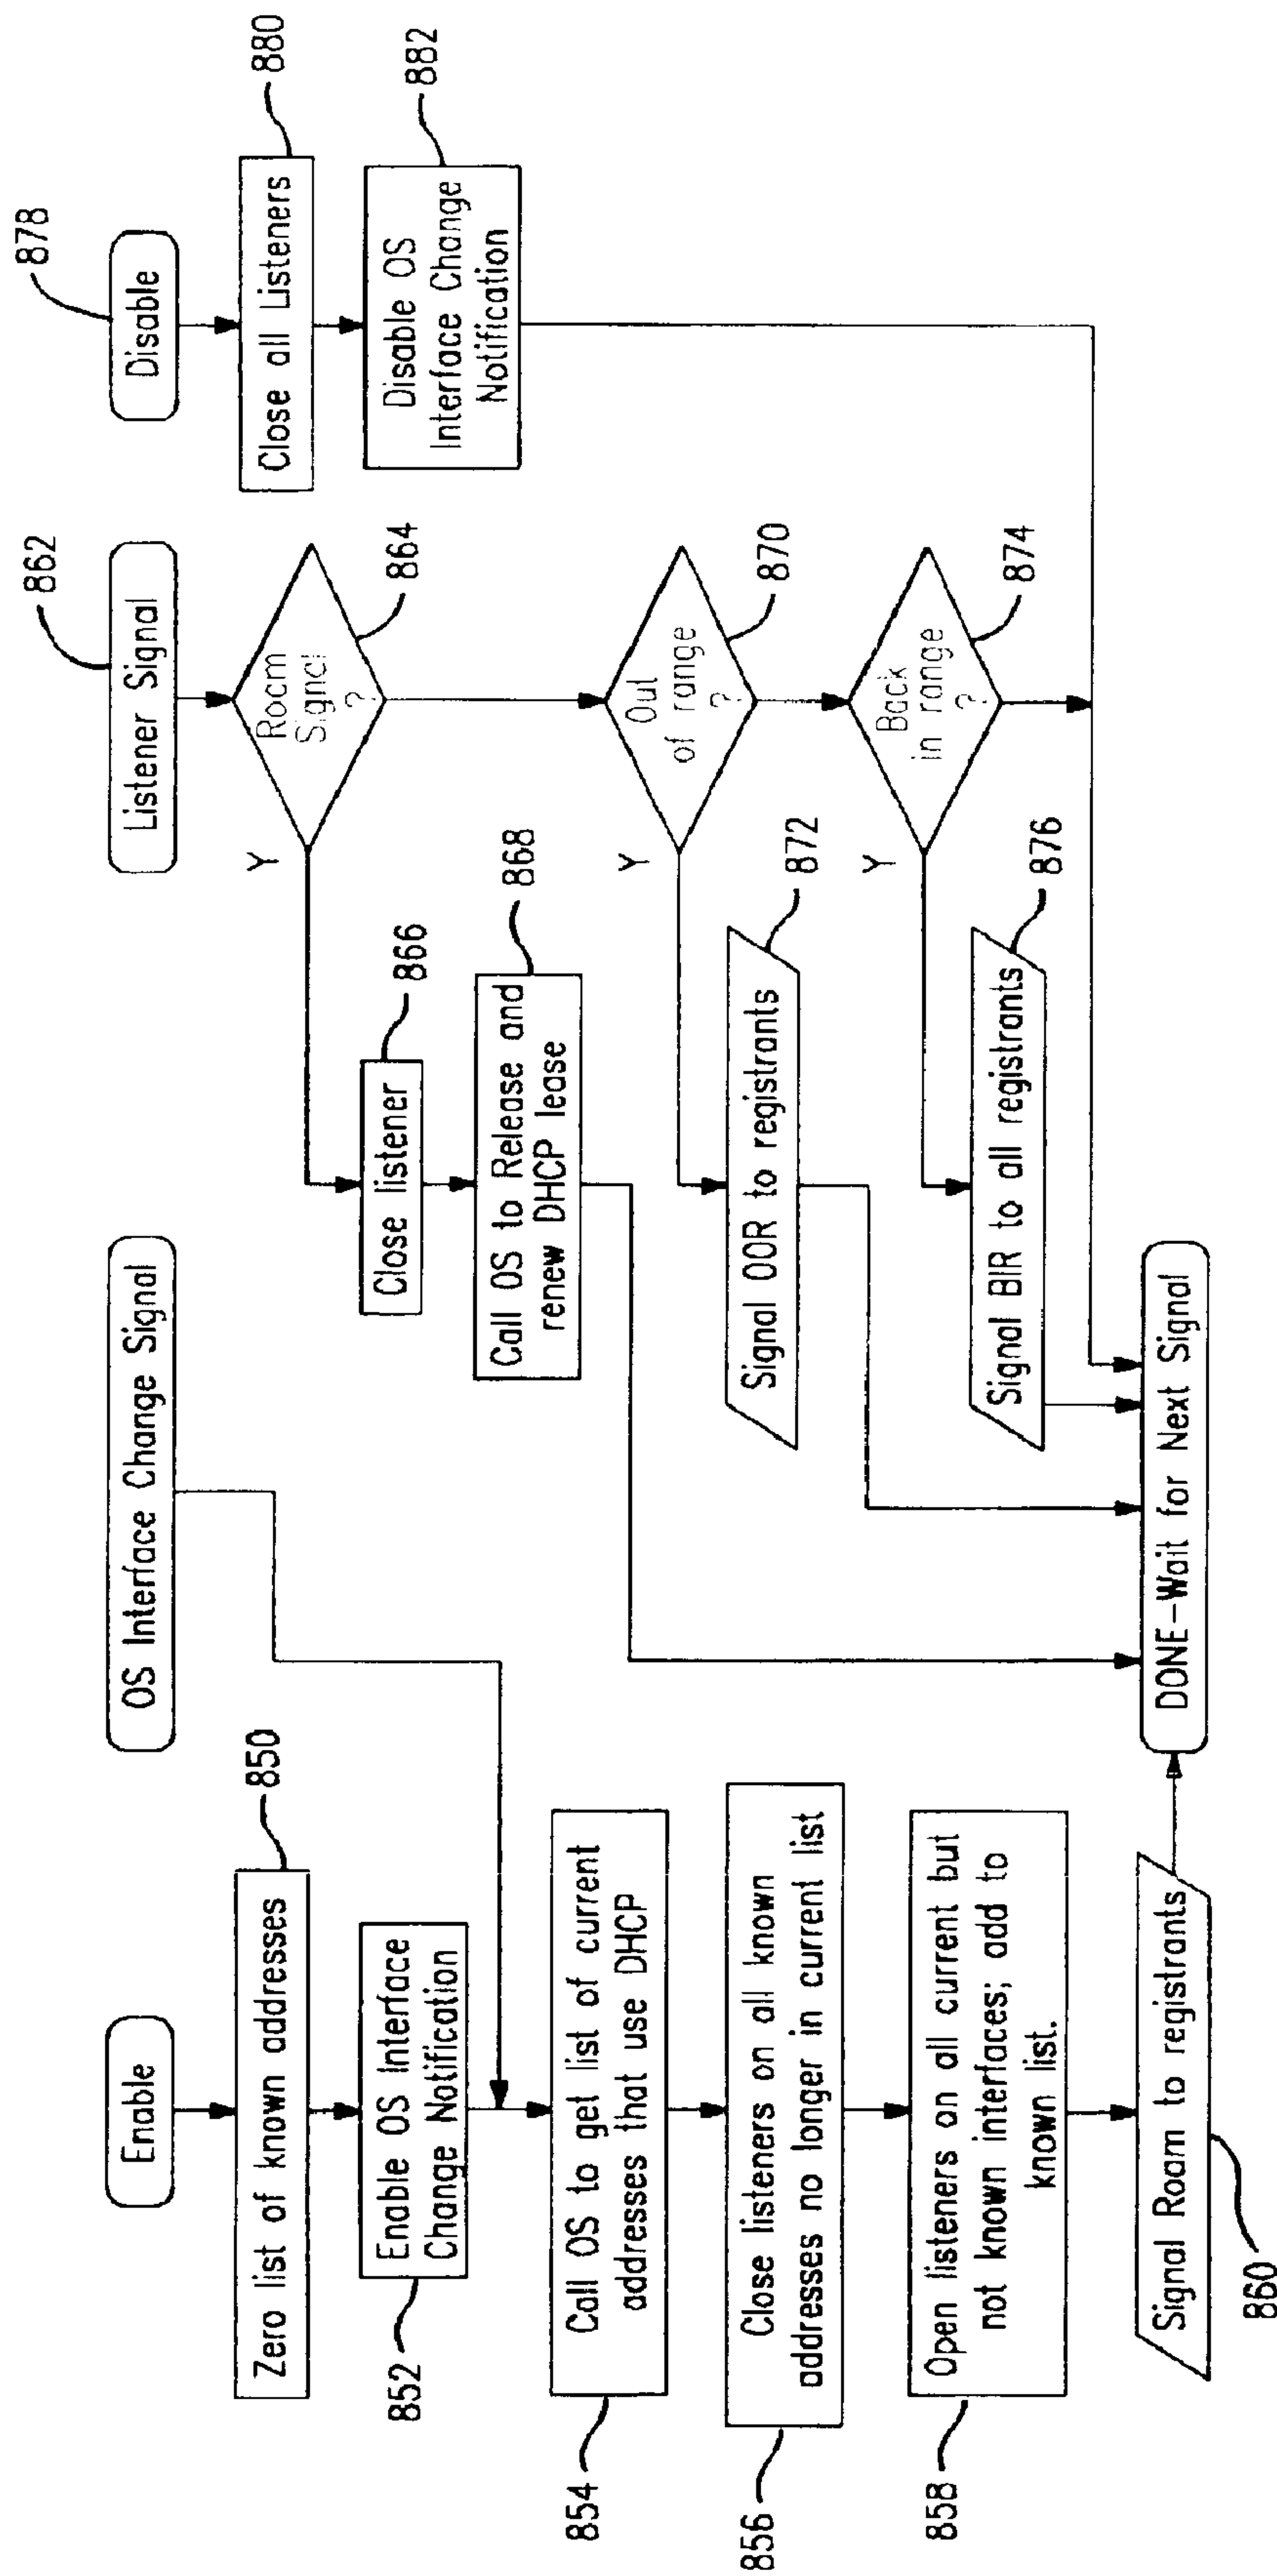 Enable
Zero list of known addresses
850
Enable OS Interface
Change Notification
852
Call OS to get list of current
addresses that use DHCP
854
Close listeners on all known
addresses no longer in current list
856
Open listeners on all current but
not known interfaces; add to
known list.
858
Signal Roam to registrants
860
OS Interface Change Signal
Listener Signal
862
Roam
Signal
?
864
Y
Close listener
866
Call OS to Release and
renew DHCP lease
868
Out
of range
?
870
Y
Signal OOR to registrants
872
Back
in range
?
874
Y
Signal BIR to all registrants
876
Disable
878
Close all Listeners
880
Disable OS
Interface Change
Notification
882
DONE-Wait for Next Signal